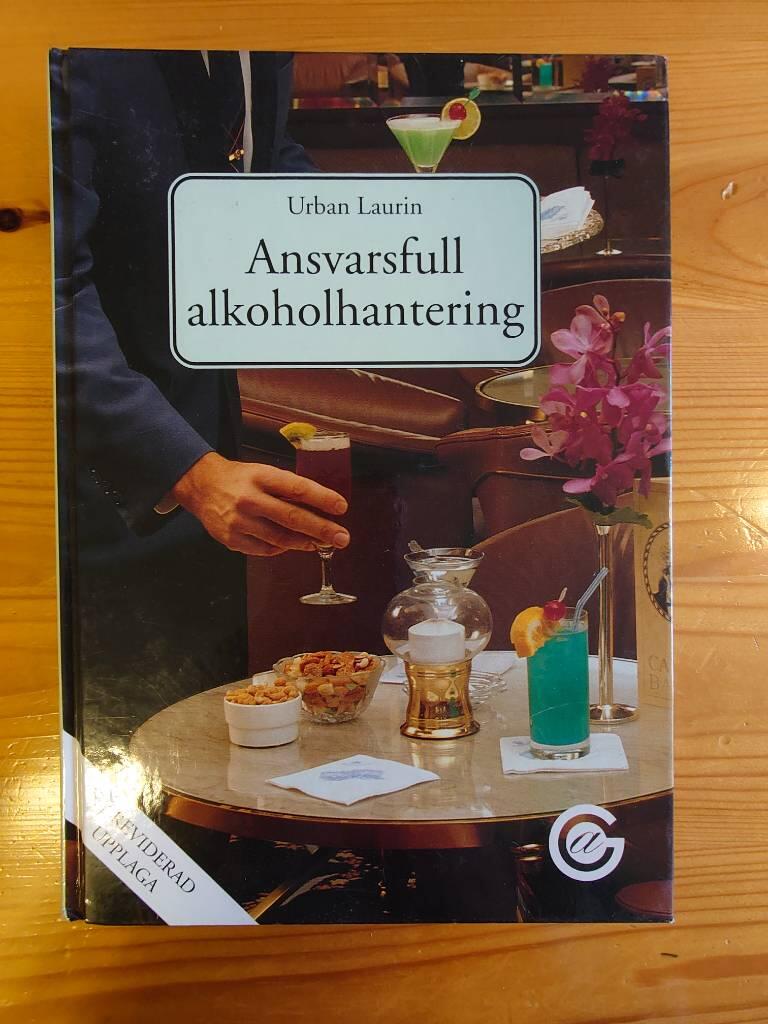 Urban Laurin
Ansvarsfull
alkoholhantering
REVIDERAD
UPPLAGA